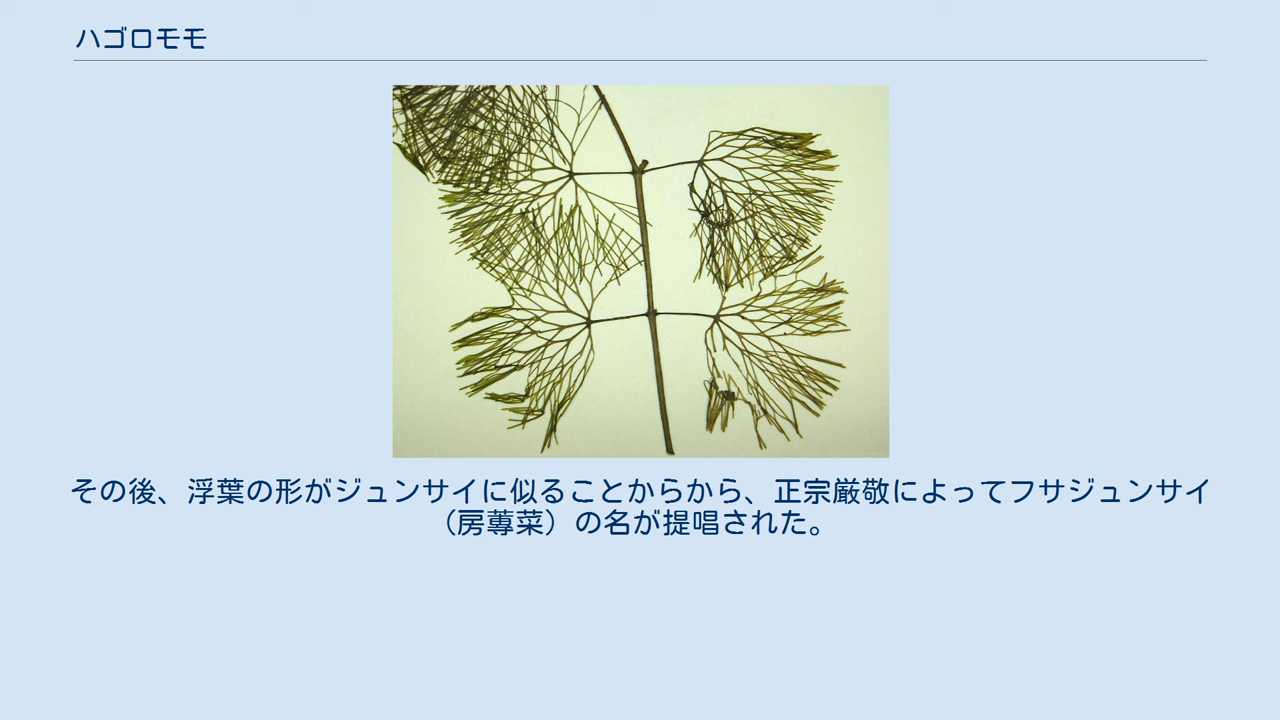 ハゴロモモ
その後、浮葉の形がジュンサイに似ることからから、正宗厳敬によってフサジュンサイ
（房蓴菜）の名が提唱された。